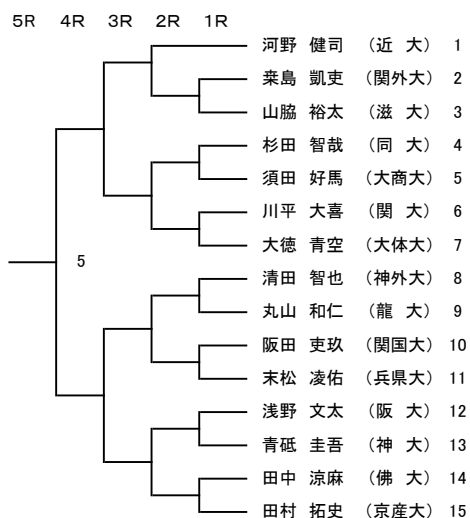 5R 4R 3R 2R 1R
河野 健司 (近 大) 1
桒島 凱吏 (関外大) 2
山脇 裕太 (滋 大) 3
杉田 智哉 (同 大) 4
須田 好馬 (大商大) 5
川平 大喜 (関 大) 6
大徳 青空 (大体大) 7
5
清田 智也 (神外大) 8
丸山 和仁 (龍 大) 9
阪田 吏玖 (関国大) 10
末松 凌佑 (兵県大) 11
浅野 文太 (阪 大) 12
青砥 圭吾 (神 大) 13
田中 涼麻 (佛 大) 14
田村 拓史 (京産大) 15